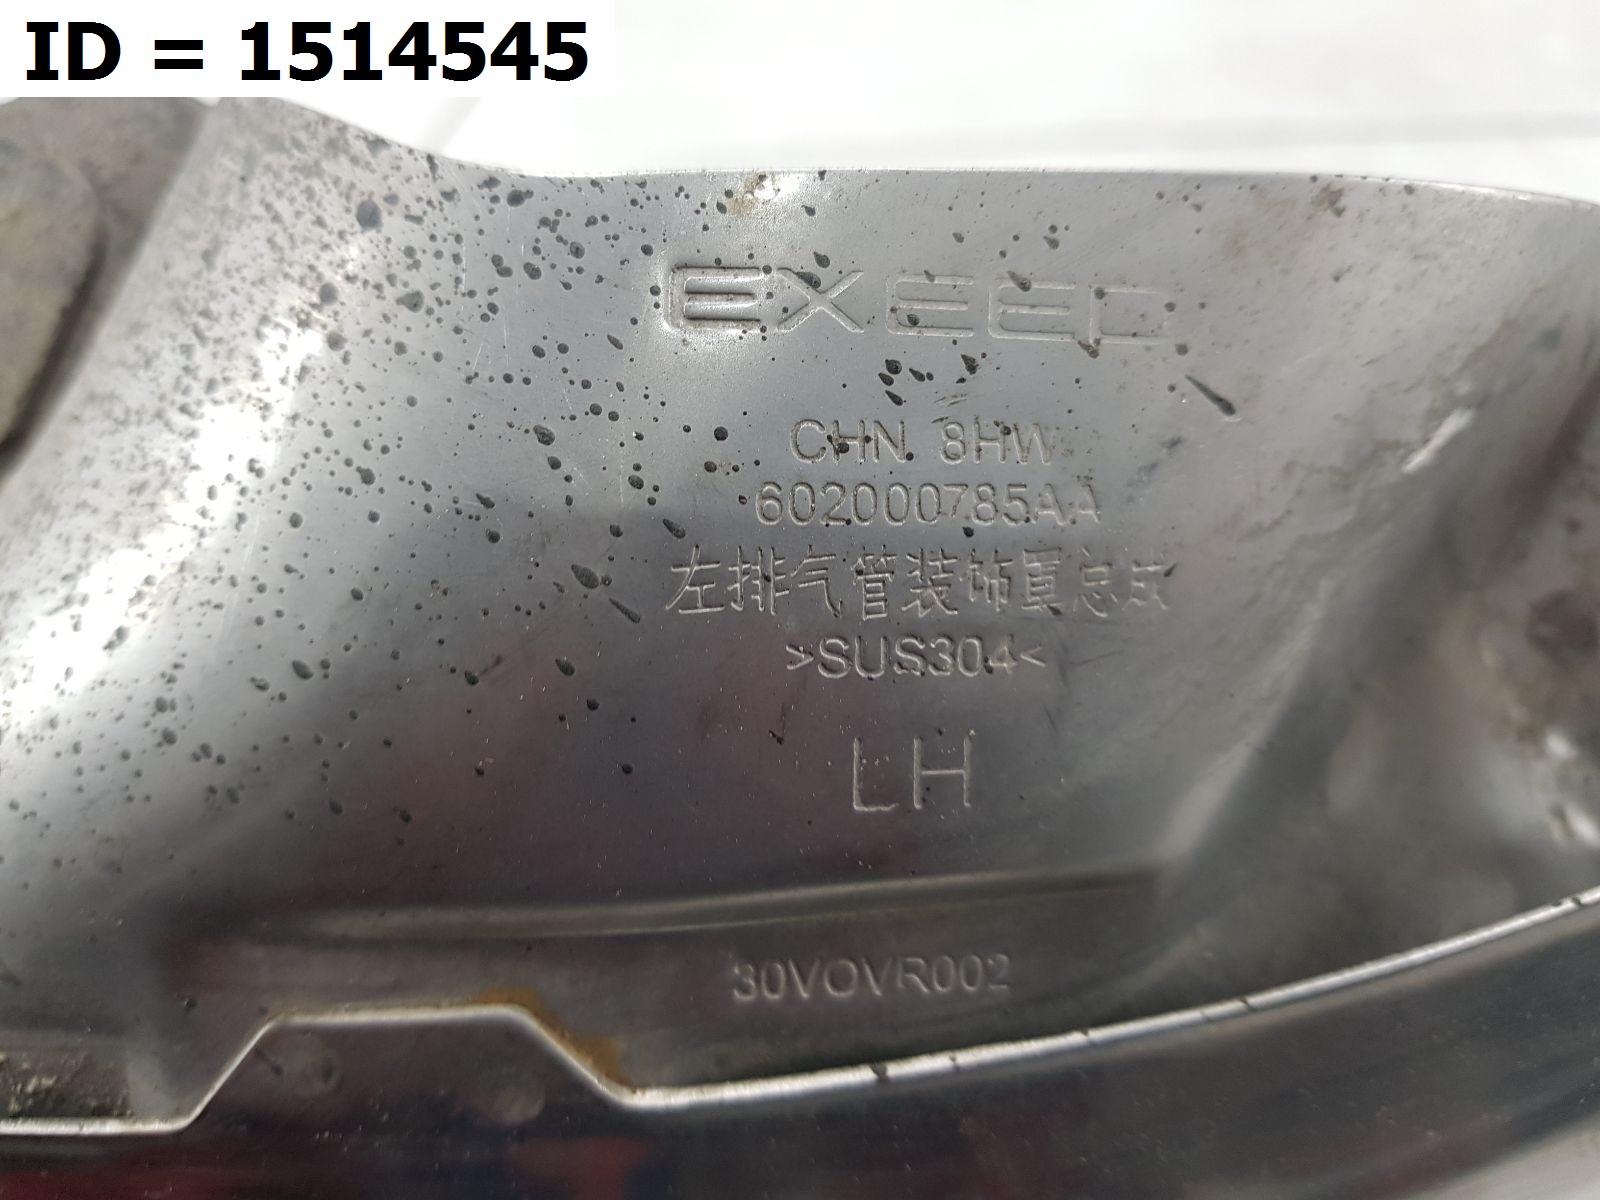 ID = 1514545
EXEED
CHN 8HW
602000785AA
左排气管装饰罩总成
>SUS304<
LH
30VOVR002